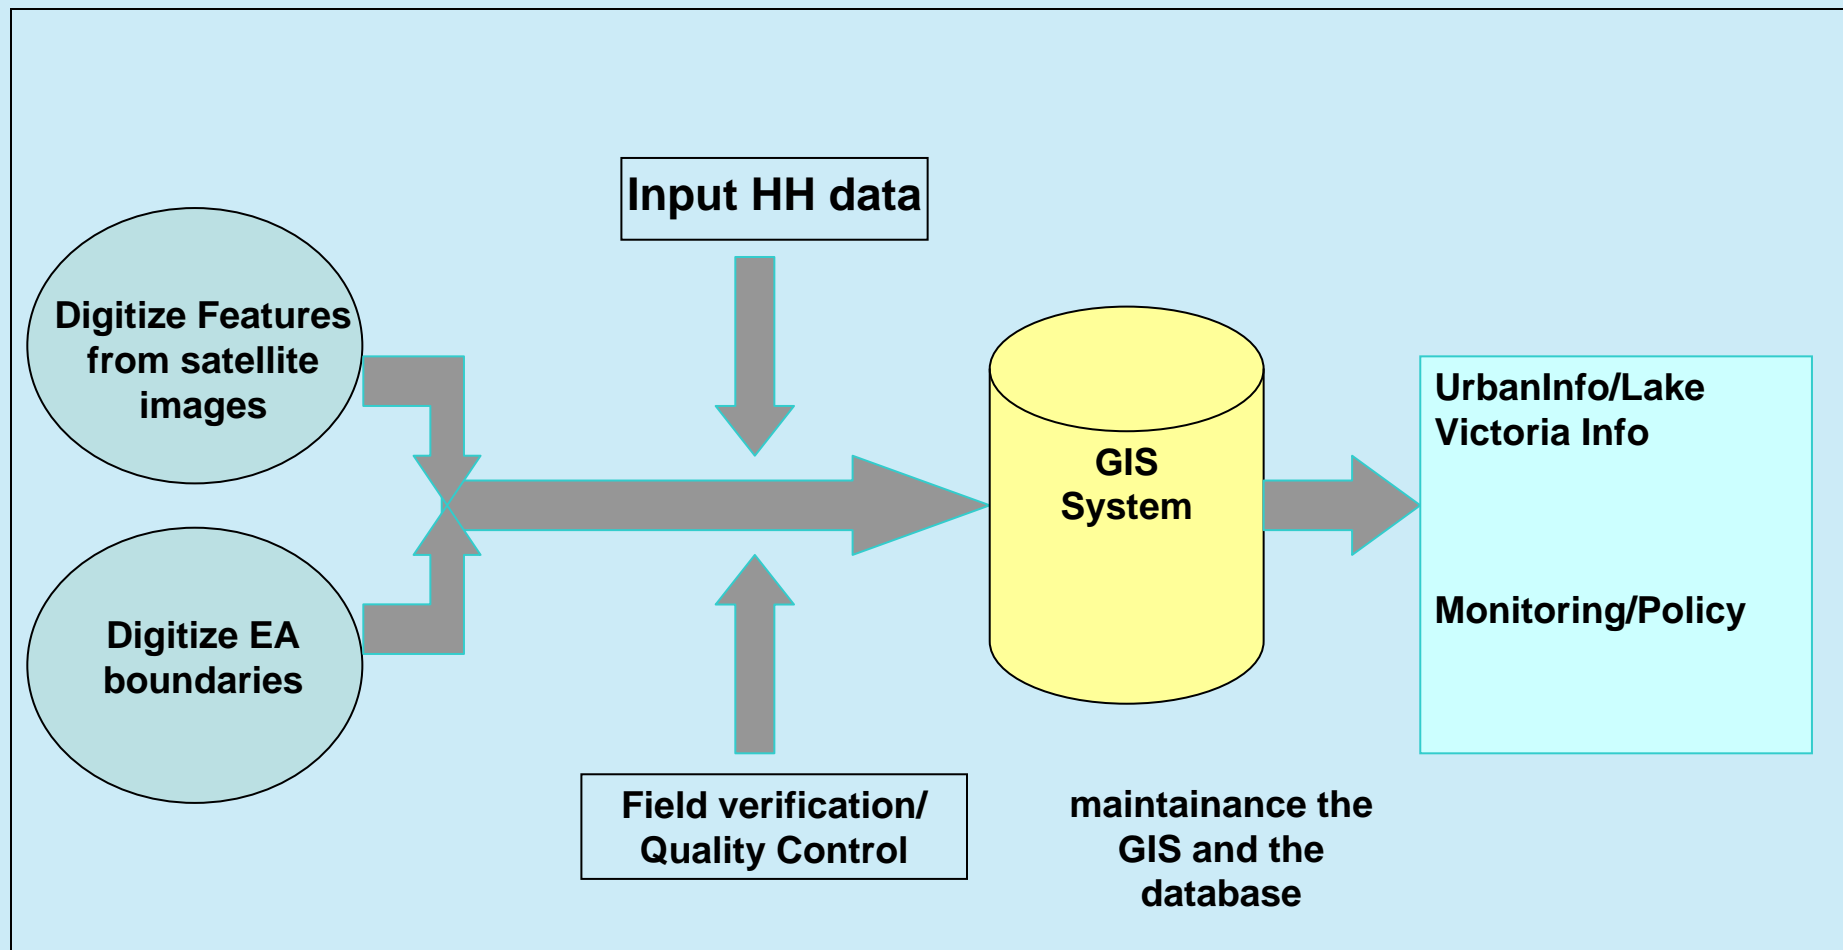 Input HH data
Digitize Features
from satellite
images
Digitize EA
boundaries
Field verification/
Quality Control
GIS
System
maintainance the
GIS and the
database
UrbanInfo/Lake
Victoria Info
Monitoring/Policy